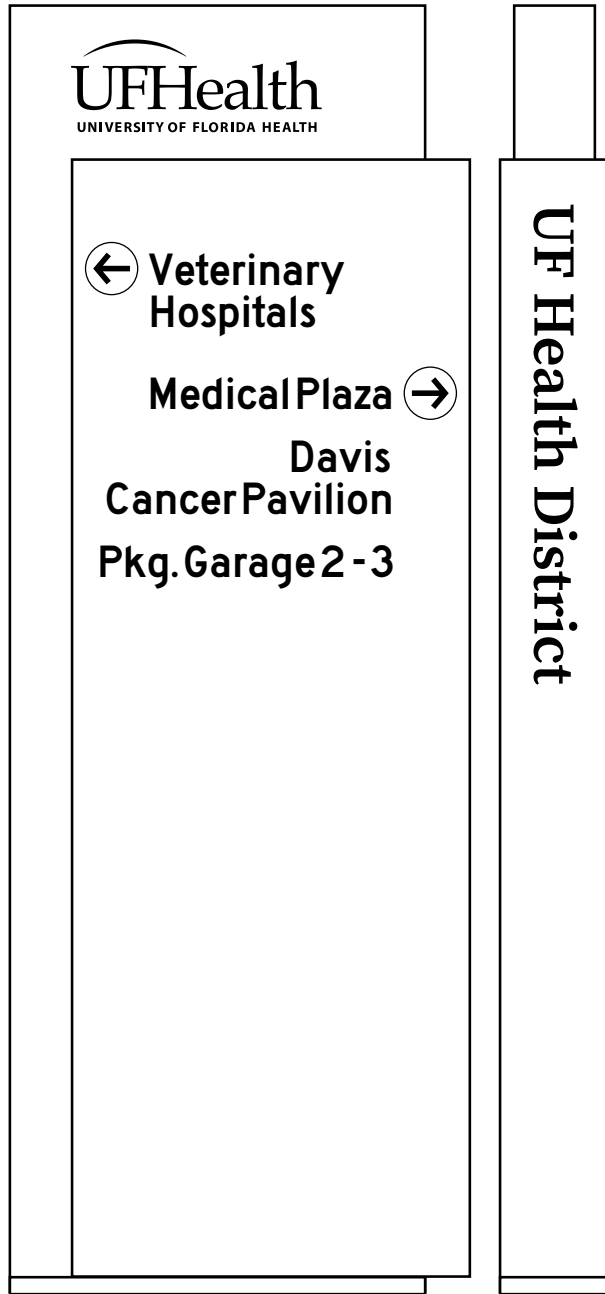 UFHealth
UNIVERSITY OF FLORIDA HEALTH
Veterinary
Hospitals
Medical Plaza
Davis
Cancer Pavilion
Pkg. Garage 2 - 3
UF Health District